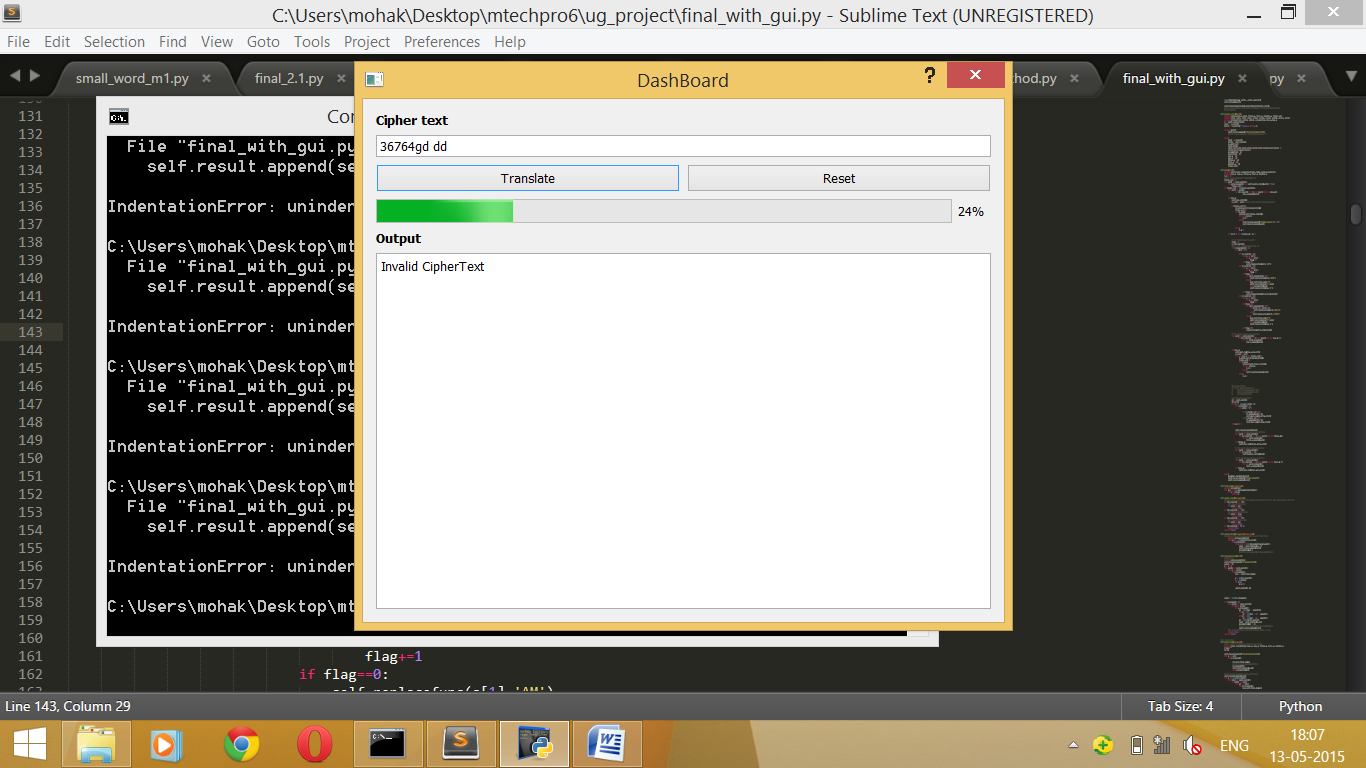 C:\Users\mohak\Desktop\mtechpro6\ug_project\final_with_gui.py - Sublime Text (UNREGISTERED)
File Edit Selection Find View Goto Tools Project Preferences Help
small_word_m1.py × final_2.1.py × hod.py × final_with_gui.py × py ×
DashBoard
? ×
Cor
Cipher text
36764gd dd
Translate Reset
24%
Output
Invalid CipherText
File "final_with_gui.py
self.result.append(se
IndentationError: uninden
C:\Users\mohak\Desktop\mt
File "final_with_gui.py
self.result.append(se
IndentationError: uninden
C:\Users\mohak\Desktop\mt
File "final_with_gui.py
self.result.append(se
IndentationError: uninden
C:\Users\mohak\Desktop\mt
File "final_with_gui.py
self.result.append(se
IndentationError: uninden
C:\Users\mohak\Desktop\mt
131
132
133
134
135
136
137
138
139
140
141
142
143
144
145
146
147
148
149
150
151
152
153
154
155
156
157
158
159
160
161 flag+=1
162 if flag==0:
163 self.replacefunc(s[1],'AM')
Line 143, Column 29 Tab Size: 4 Python
ENG
18:07
13-05-2015